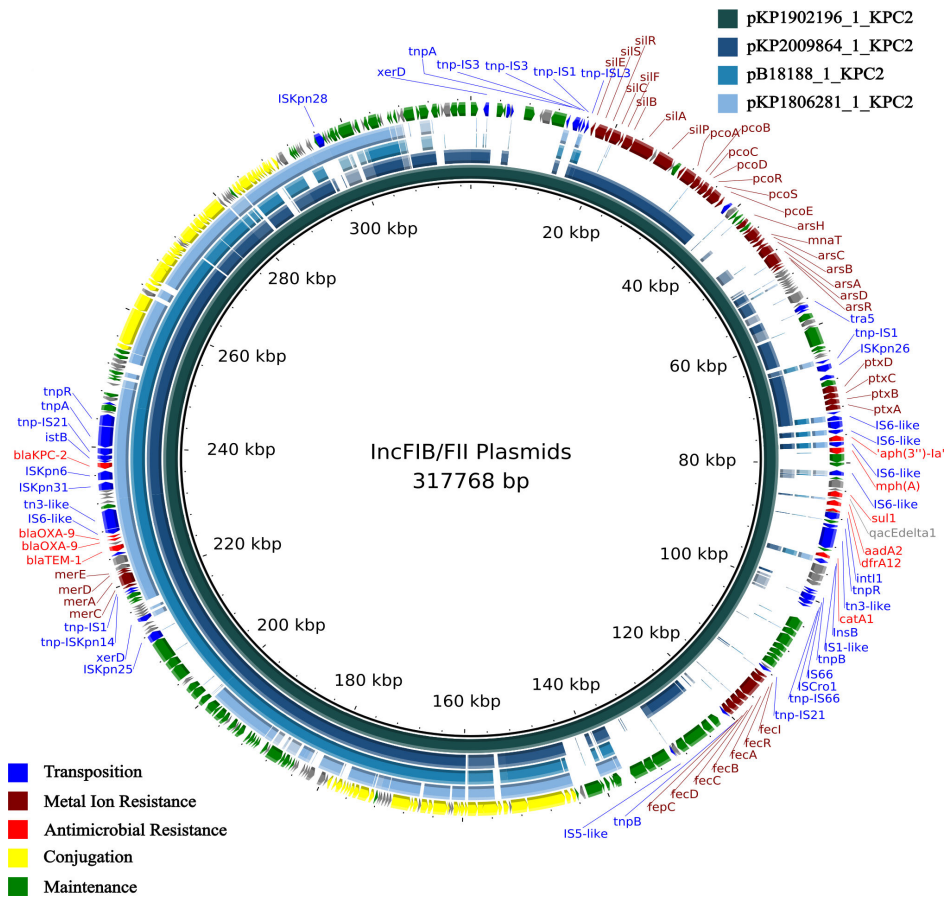 pKP1902196_1_KPC2
pKP2009864_1_KPC2
pB18188_1_KPC2
pKP1806281_1_KPC2
xerD
tnpA
tnp-IS3
tnp-IS3
tnp-IS1
tnp-ISL3
silE
silS
silR
silC
silF
silB
silA
silP
pcoA
pcoB
pcoC
pcoD
pcoR
pcoS
pcoE
arsH
mnaT
arsC
arsB
arsA
arsD
arsR
tra5
tnp-IS1
ISKpn26
ptxD
ptxC
ptxB
ptxA
IS6-like
IS6-like
'aph(3'')-Ia'
IS6-like
mph(A)
IS6-like
sul1
qacEdelta1
aadA2
dfrA12
intI1
tnpR
tn3-like
catA1
InsB
IS1-like
tnpB
IS66
ISCro1
tnp-IS66
tnp-IS21
fecI
fecR
fecA
fecB
fecC
fecD
fepC
tnpB
IS5-like
ISKpn25
xerD
tnp-ISKpn14
tnp-IS1
merC
merA
merD
merE
blaTEM-1
blaOXA-9
blaOXA-9
IS6-like
tn3-like
ISKpn31
ISKpn6
blaKPC-2
istB
tnp-IS21
tnpA
tnpR
ISKpn28
20 kbp
40 kbp
60 kbp
80 kbp
100 kbp
120 kbp
140 kbp
160 kbp
180 kbp
200 kbp
220 kbp
240 kbp
260 kbp
280 kbp
300 kbp
IncFIB/FII Plasmids
317768 bp
Transposition
Metal Ion Resistance
Antimicrobial Resistance
Conjugation
Maintenance